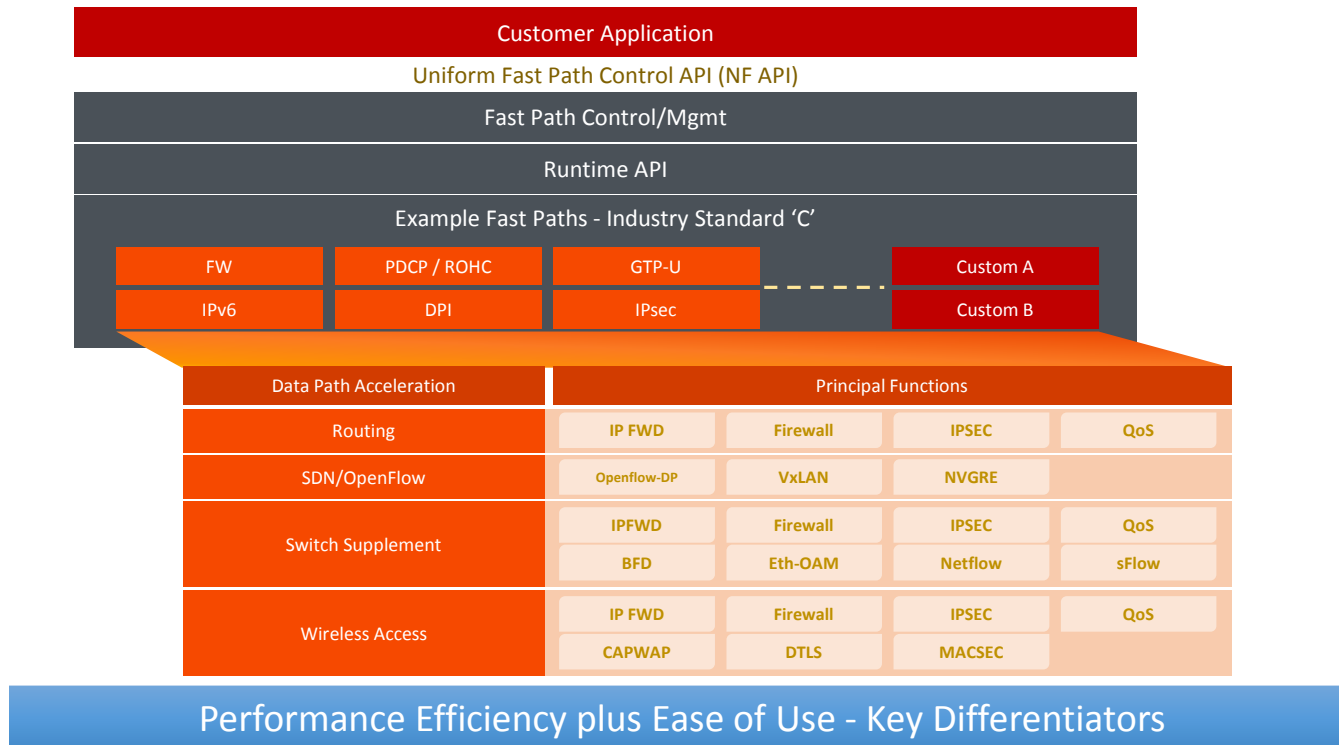 Customer Application
Uniform Fast Path Control API (NF API)
Fast Path Control/Mgmt
Runtime API
Example Fast Paths - Industry Standard ‘C’
FW PDCP / ROHC GTP-U Custom A
IPv6 DPI IPsec Custom B
Data Path Acceleration Principal Functions
Routing IP FWD Firewall IPSEC QoS
SDN/OpenFlow Openflow-DP VxLAN NVGRE
Switch Supplement
IPFWD Firewall IPSEC QoS
BFD Eth-OAM Netflow sFlow
Wireless Access
IP FWD Firewall IPSEC QoS
CAPWAP DTLS MACSEC
Performance Efficiency plus Ease of Use - Key Differentiators